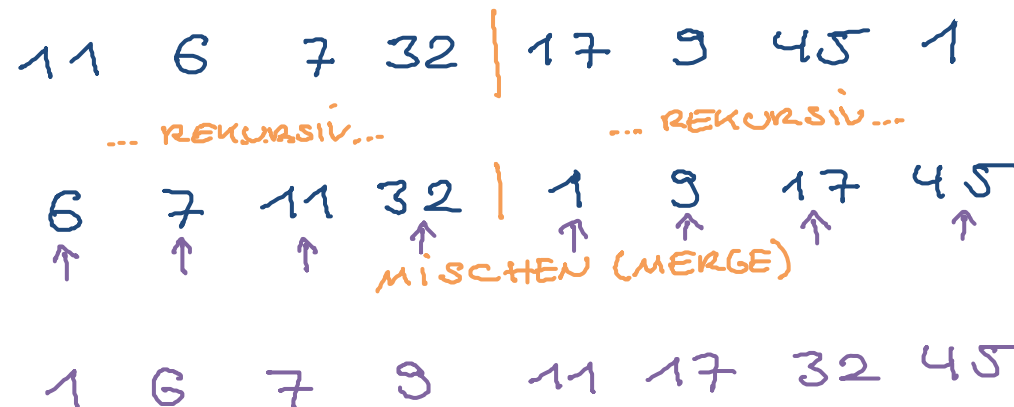 11 6 7 32 | 17 9 45 1
... REKURSiV... ... REKURSiV...
6 7 11 32 | 1 9 17 45
↑ ↑ ↑ ↑ ↑ ↑ ↑ ↑
MiSCHEN (MERGE)
1 6 7 9 11 17 32 45